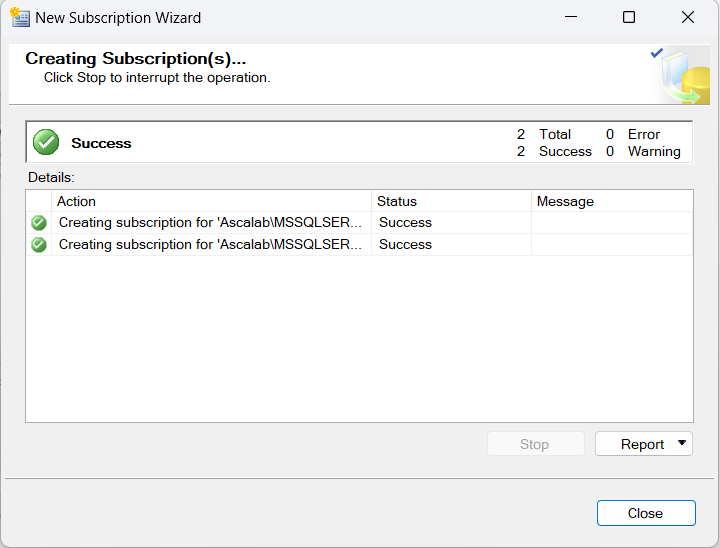 New Subscription Wizard
Creating Subscription(s)...
Click Stop to interrupt the operation.
Success
2 Total 0 Error
2 Success 0 Warning
Details:
Action Status Message
Creating subscription for 'Ascalab\MSSQLSER... Success
Creating subscription for 'Ascalab\MSSQLSER... Success
Stop Report
Close